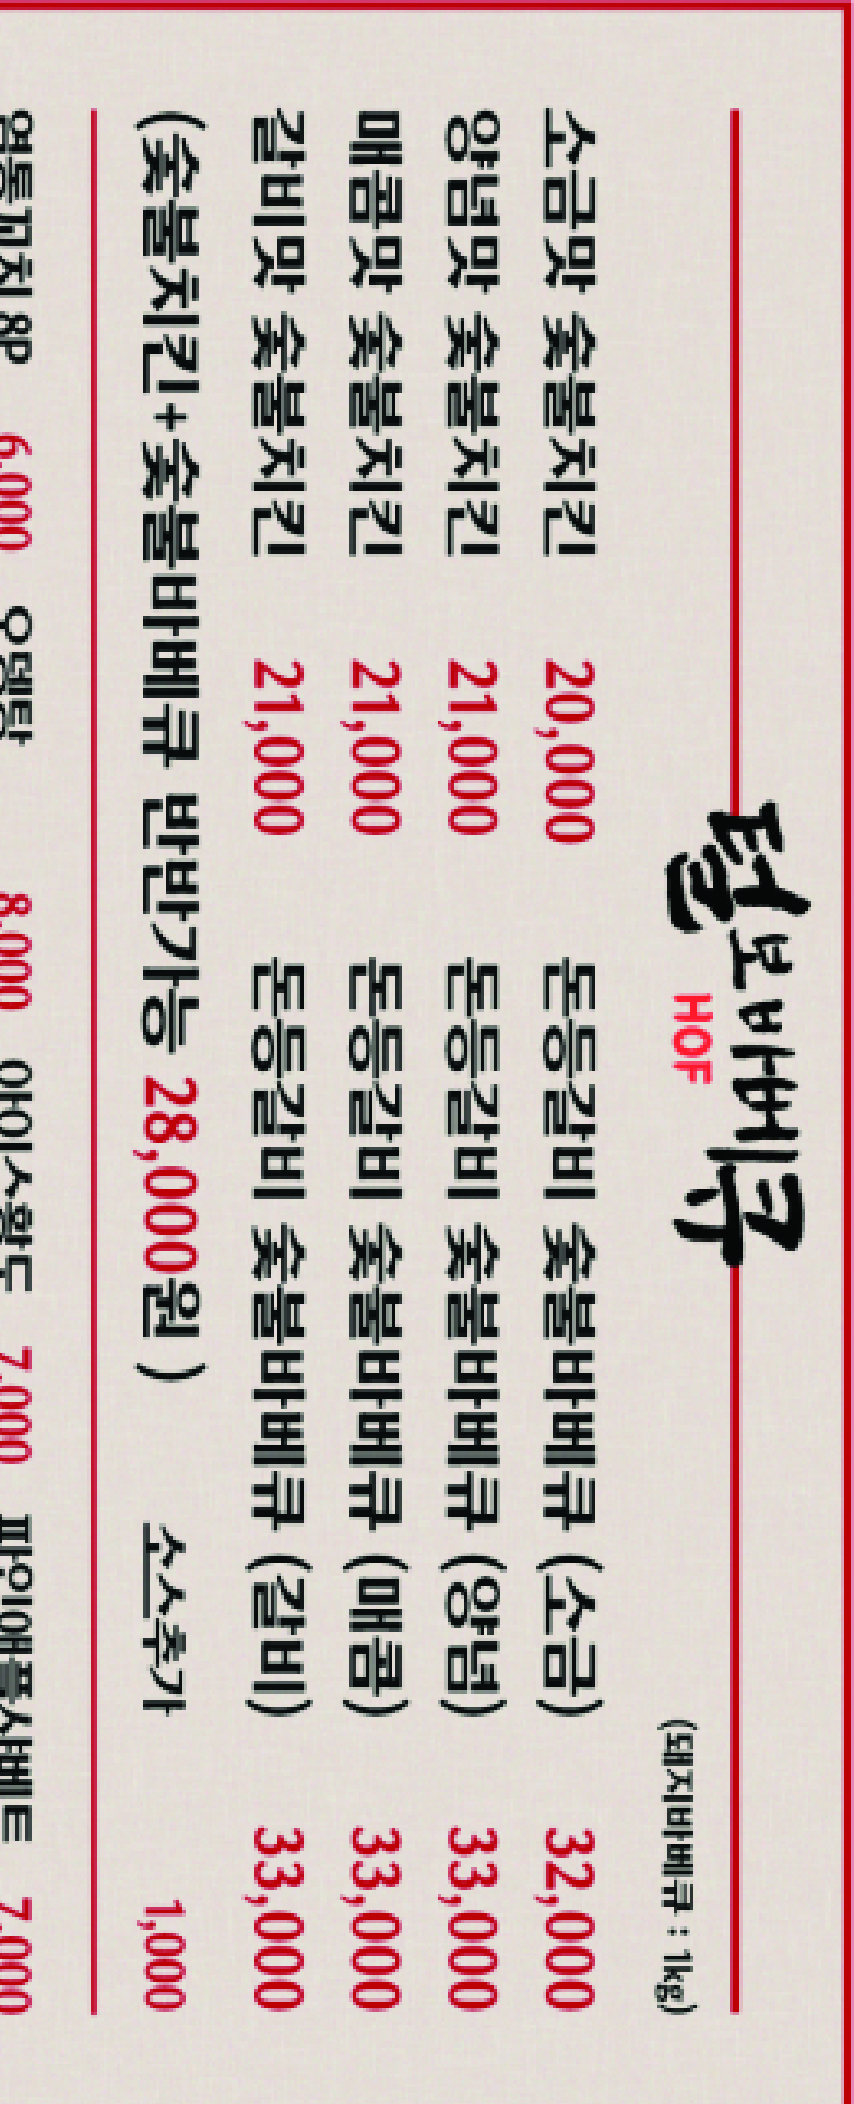 털보바베큐
HOF
(돼지바베큐 : 1kg)
소금맛 숯불치킨 20,000 돈등갈비 숯불바베큐 (소금) 32,000
양념맛 숯불치킨 21,000 돈등갈비 숯불바베큐 (양념) 33,000
매콤맛 숯불치킨 21,000 돈등갈비 숯불바베큐 (매콤) 33,000
갈비맛 숯불치킨 21,000 돈등갈비 숯불바베큐 (갈비) 33,000
(숯불치킨+숯불바베큐 반반가능 28,000원 ) 소스추가 1,000
염통꼬치 8P 6,000 오뎅탕 8,000 아이스황도 7,000 파인애플샤베트 7,000